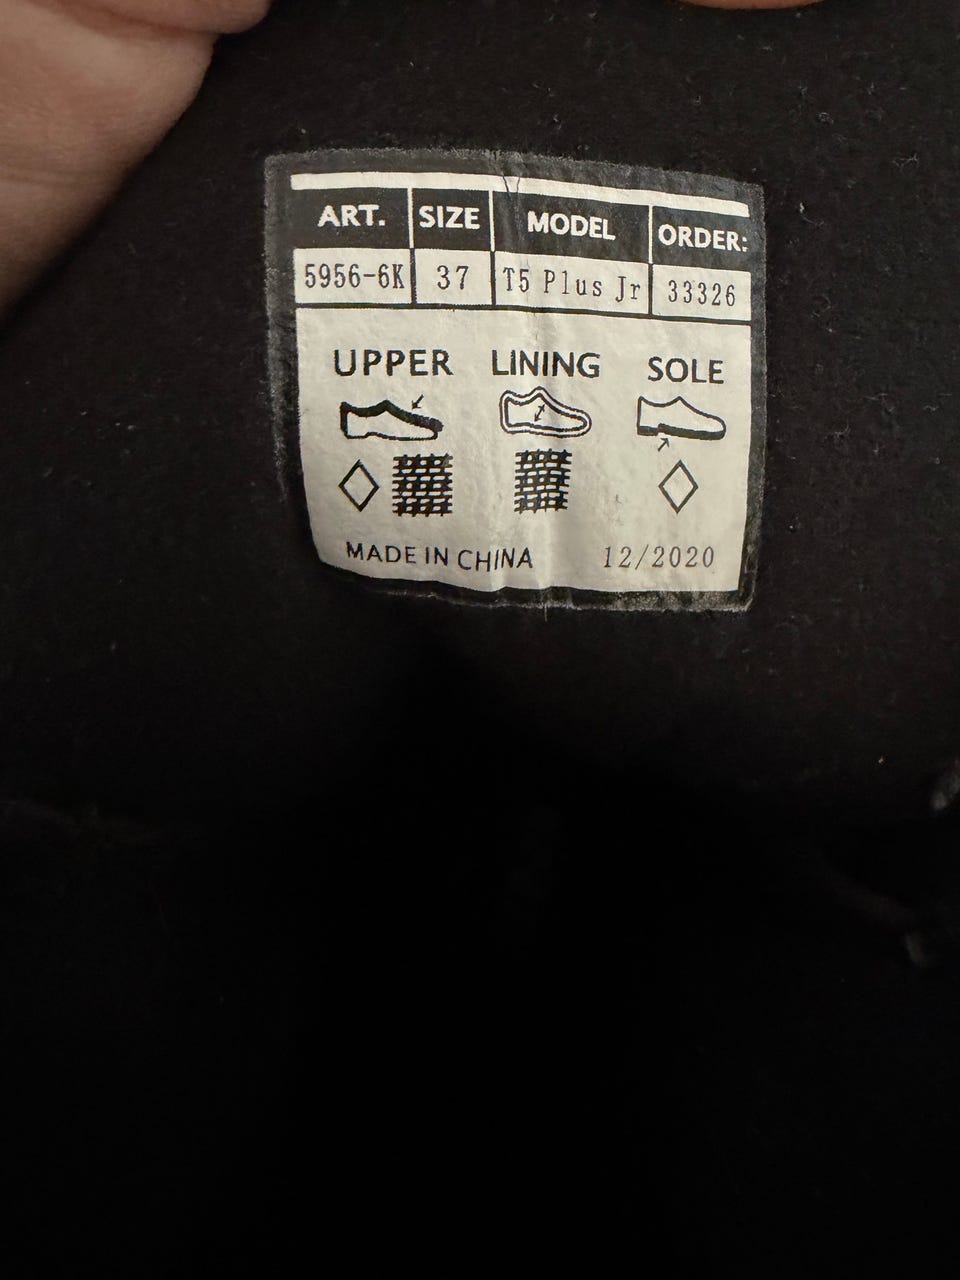 ART. SIZE MODEL ORDER:
5956-6K 37 T5 Plus Jr 33326
UPPER LINING SOLE
MADE IN CHINA 12/2020